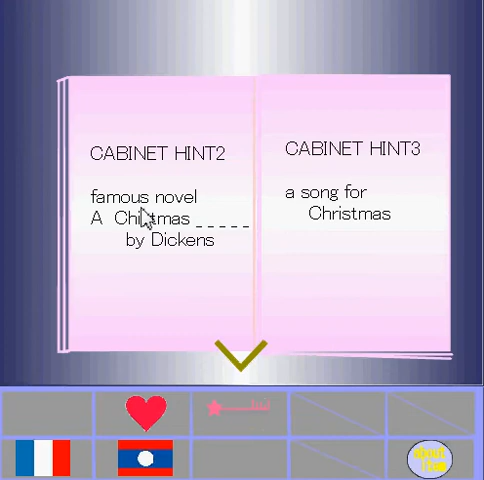 CABINET HINT2
famous novel
A Christmas _ _ _ _ _
by Dickens
CABINET HINT3
a song for
Christmas
about
Item